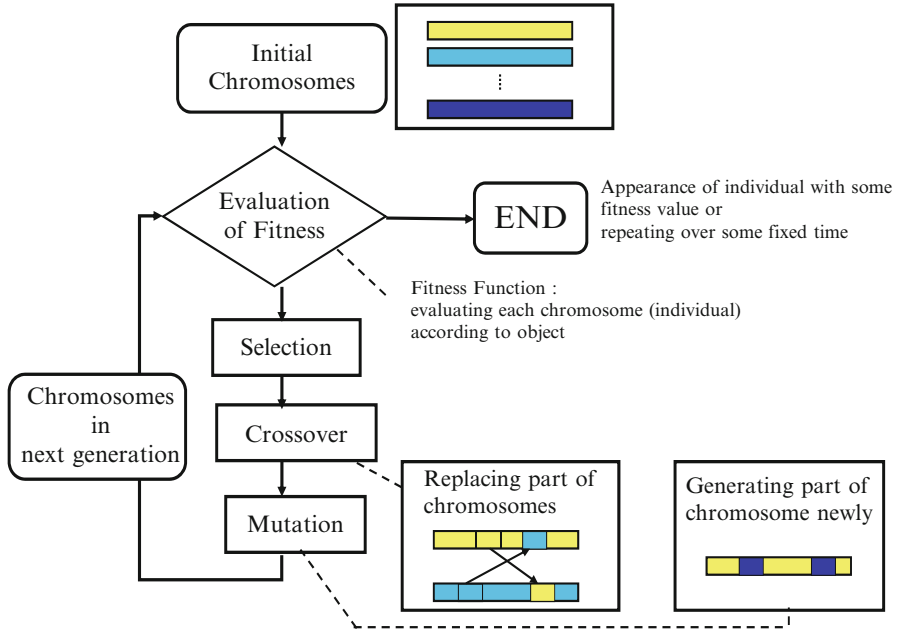 Initial
Chromosomes
Evaluation
of Fitness
END
Appearance of individual with some
fitness value or
repeating over some fixed time
Fitness Function :
evaluating each chromosome (individual)
according to object
Selection
Chromosomes
in
next generation
Crossover
Mutation
Replacing part of
chromosomes
Generating part of
chromosome newly